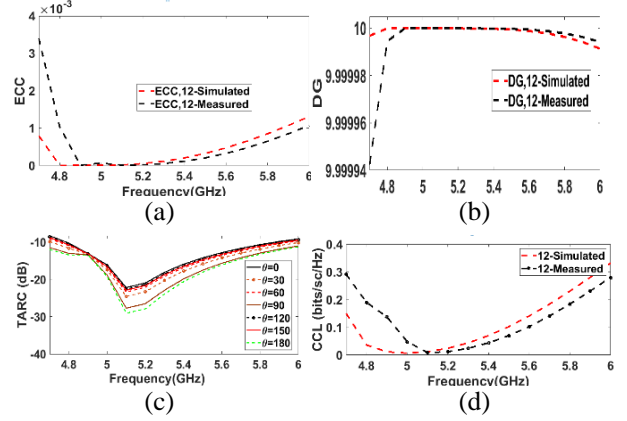 4 ×10⁻³
3
2
1
0
ECC
ECC,12-Simulated
ECC,12-Measured
4.8 5 5.2 5.4 5.6 5.8 6
Frequency(GHz)
(a)
10
9.99998
9.99996
9.99994
DG
DG,12-Simulated
DG,12-Measured
4.8 5 5.2 5.4 5.6 5.8 6
(b)
-10
-20
-30
-40
TARC (dB)
θ=0
θ=30
θ=60
θ=90
θ=120
θ=150
θ=180
4.8 5 5.2 5.4 5.6 5.8 6
Frequency(GHz)
(c)
0.4
0.3
0.2
0.1
0
CCL (bits/sc/Hz)
12-Simulated
12-Measured
4.8 5 5.2 5.4 5.6 5.8 6
Frequency(GHz)
(d)